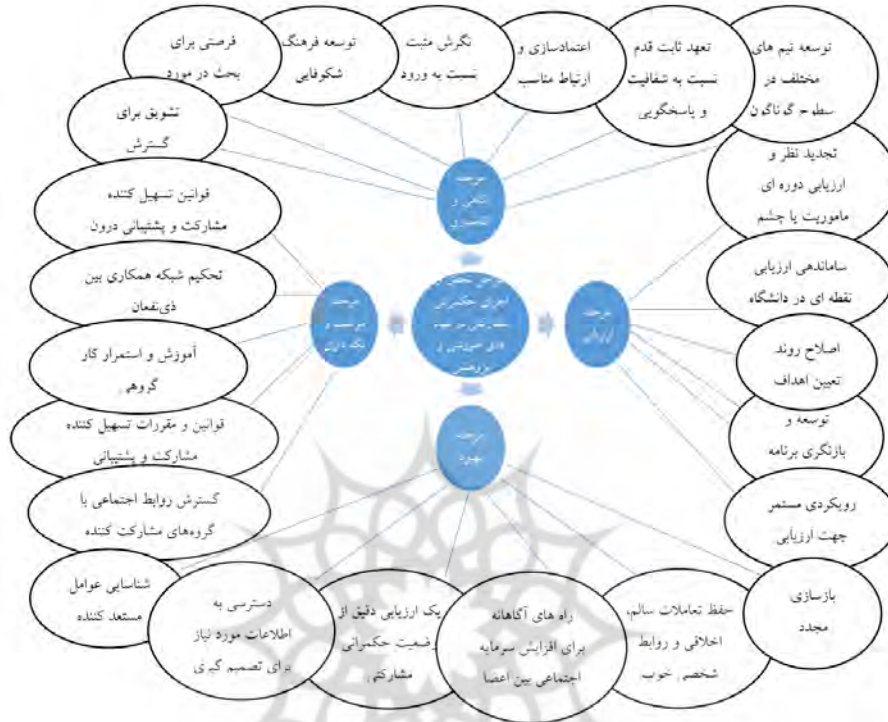 توسعه تیم های
مختلف در
سطوح گوناگون
تعهد ثابت قدم
نسبت به شفافیت
و پاسخگویی
اعتمادسازی و
ارتباط مناسب
نگرش مثبت
نسبت به ورود
توسعه فرهنگ
شکوفایی
فرصتی برای
بحث در مورد
تشویق برای
گسترش
قوانین تسهیل کننده
مشارکت و پشتیبانی درون
تحکیم شبکه همکاری بین
ذی‌نفعان
آموزش و استمرار کار
گروهی
قوانین و مقررات تسهیل کننده
مشارکت و پشتیبانی
گسترش روابط اجتماعی با
گروه‌های مشارکت کننده
شناسایی عوامل
مستعد کننده
دسترسی به
اطلاعات مورد نیاز
برای تصمیم گیری
یک ارزیابی دقیق از
وضعیت حکمرانی
مشارکتی
راه های آگاهانه
برای افزایش سرمایه
اجتماعی بین اعضا
حفظ تعاملات سالم،
اخلاقی و روابط
شخصی خوب
بازسازی
مجدد
رویکردی مستمر
جهت ارزیابی
توسعه و
بازنگری برنامه
اصلاح روند
تعیین اهداف
ساماندهی ارزیابی
نقطه ای در دانشگاه
تجدید نظر و
ارزیابی دوره ای
ماموریت یا چشم
مرحله
مرحله
ارزیابی
مرحله
بهبود
مرحله